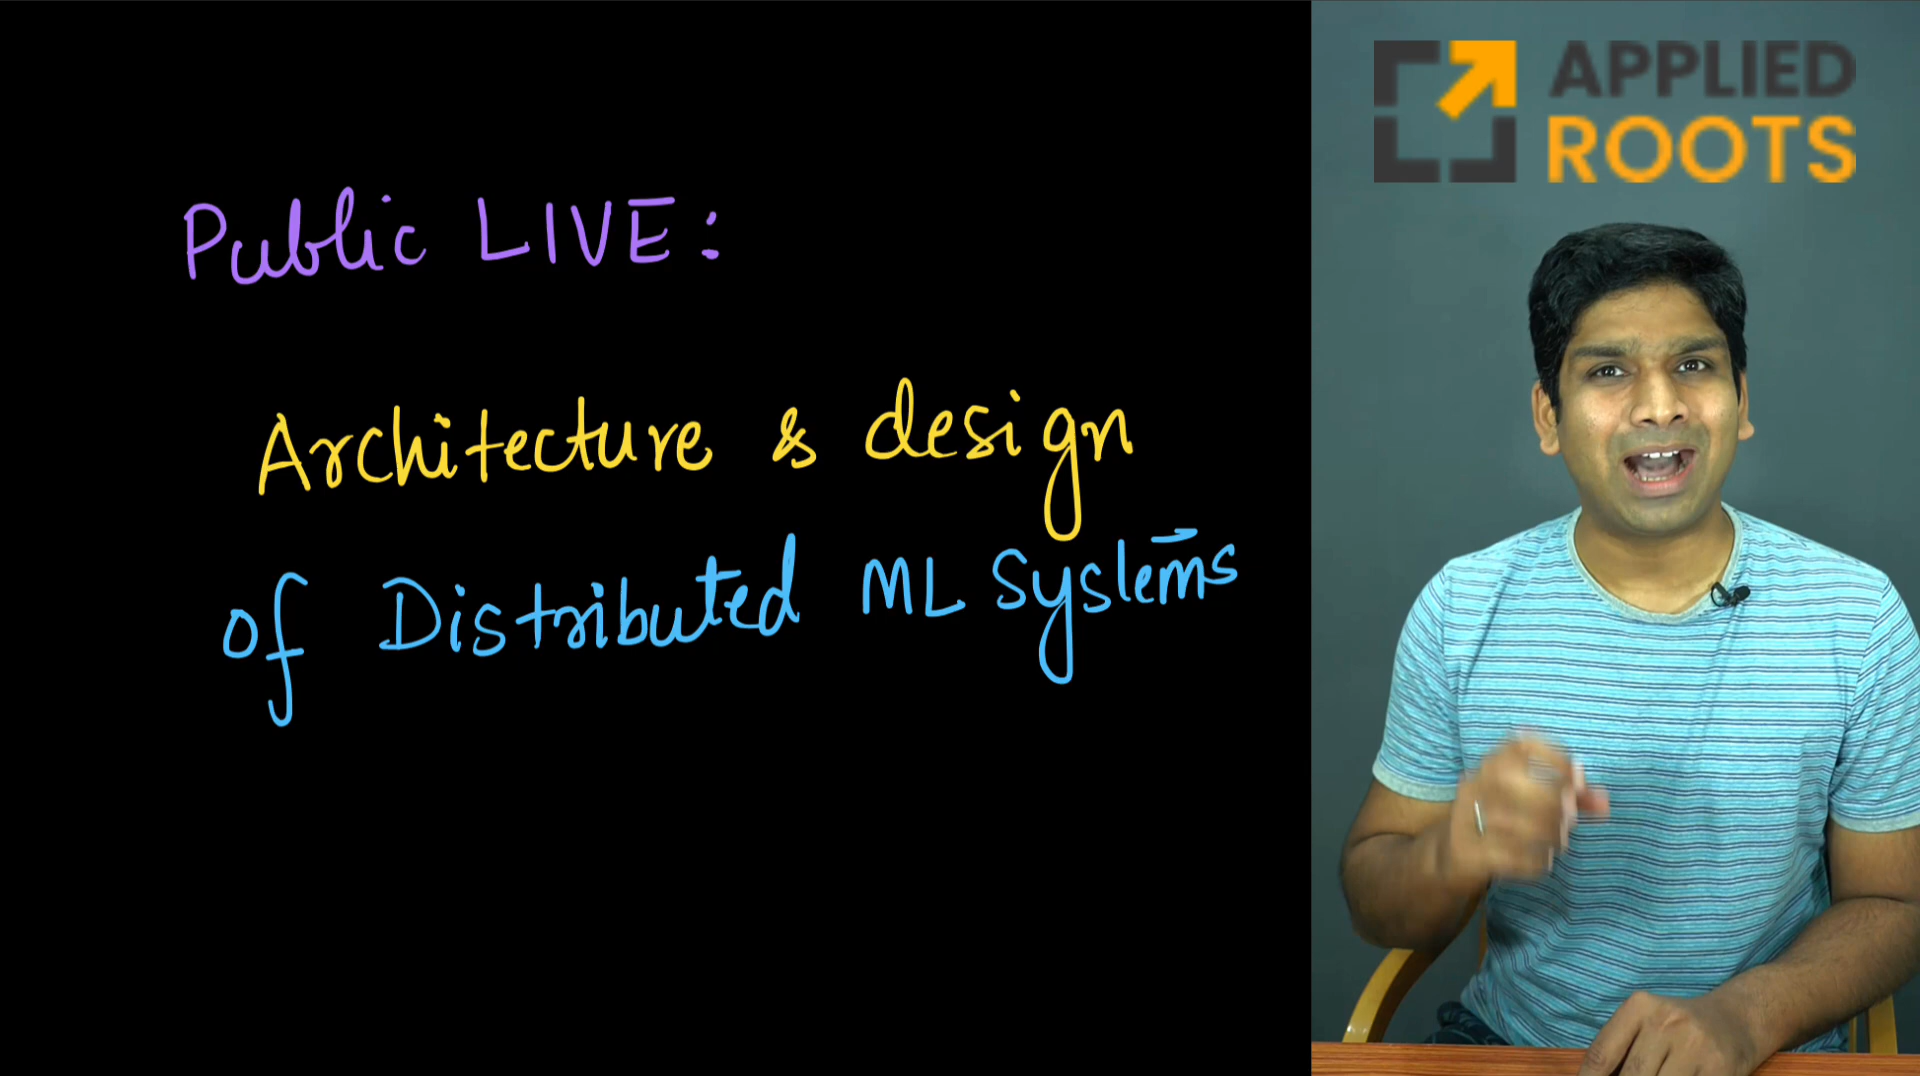 Public LIVE:
Architecture & design
of Distributed ML Systems
APPLIED
ROOTS